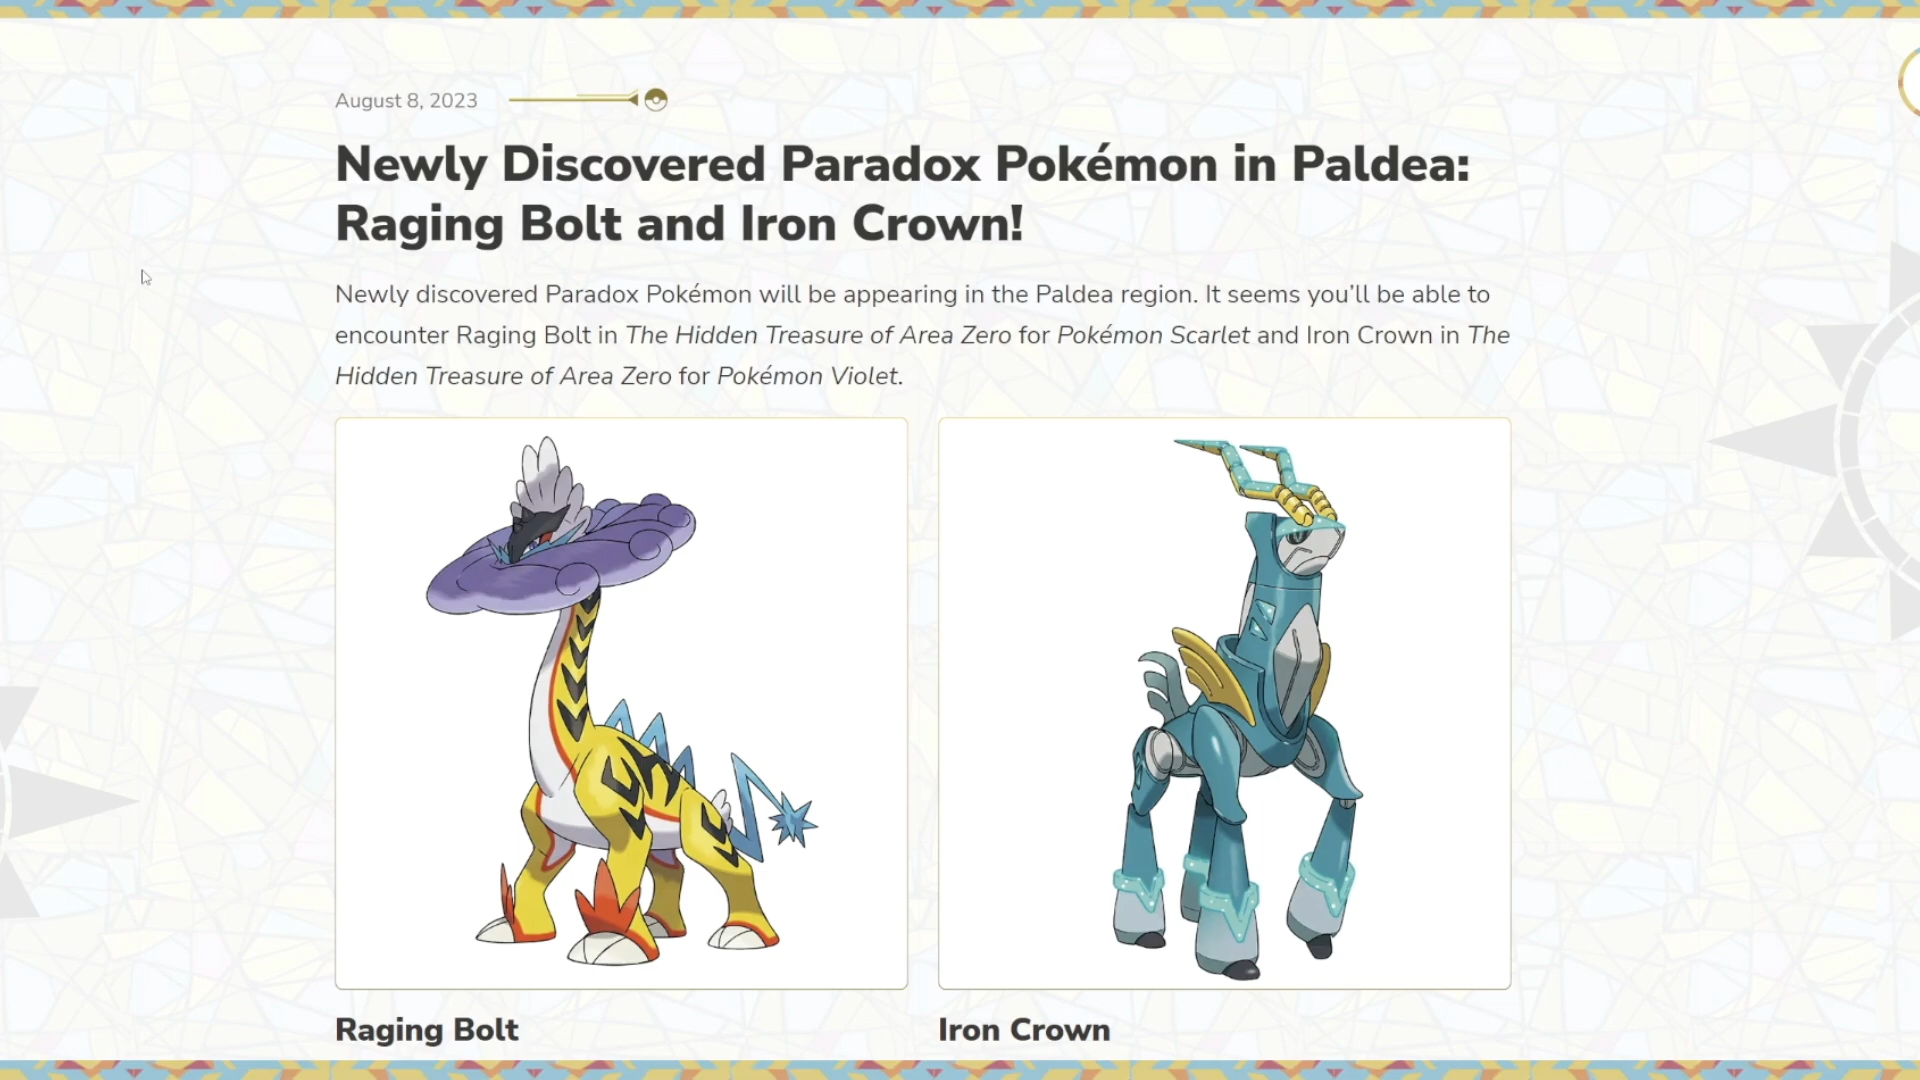 August 8, 2023
Newly Discovered Paradox Pokémon in Paldea:
Raging Bolt and Iron Crown!
Newly discovered Paradox Pokémon will be appearing in the Paldea region. It seems you’ll be able to
encounter Raging Bolt in The Hidden Treasure of Area Zero for Pokémon Scarlet and Iron Crown in The
Hidden Treasure of Area Zero for Pokémon Violet.
Raging Bolt
Iron Crown